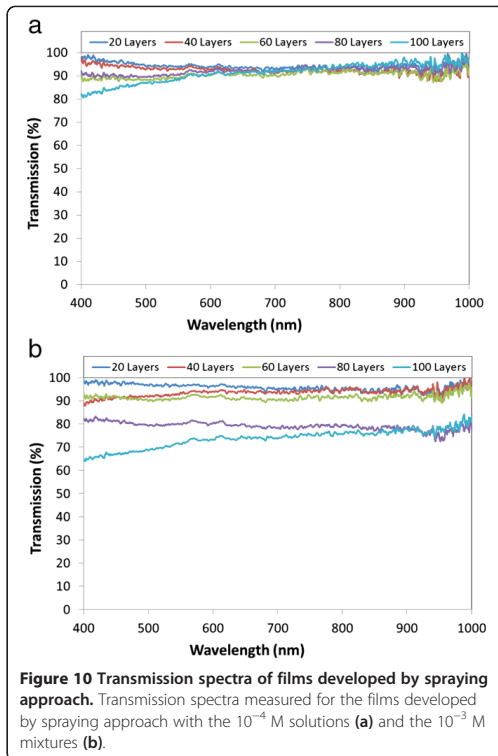 a
20 Layers 40 Layers 60 Layers 80 Layers 100 Layers
100
90
80
70
60
50
40
30
20
10
0
Transmission (%)
400 500 600 700 800 900 1000
Wavelength (nm)
b
20 Layers 40 Layers 60 Layers 80 Layers 100 Layers
100
90
80
70
60
50
40
30
20
10
0
Transmission (%)
400 500 600 700 800 900 1000
Wavelength (nm)
Figure 10 Transmission spectra of films developed by spraying
approach. Transmission spectra measured for the films developed
by spraying approach with the 10⁻⁴ M solutions (a) and the 10⁻³ M
mixtures (b).